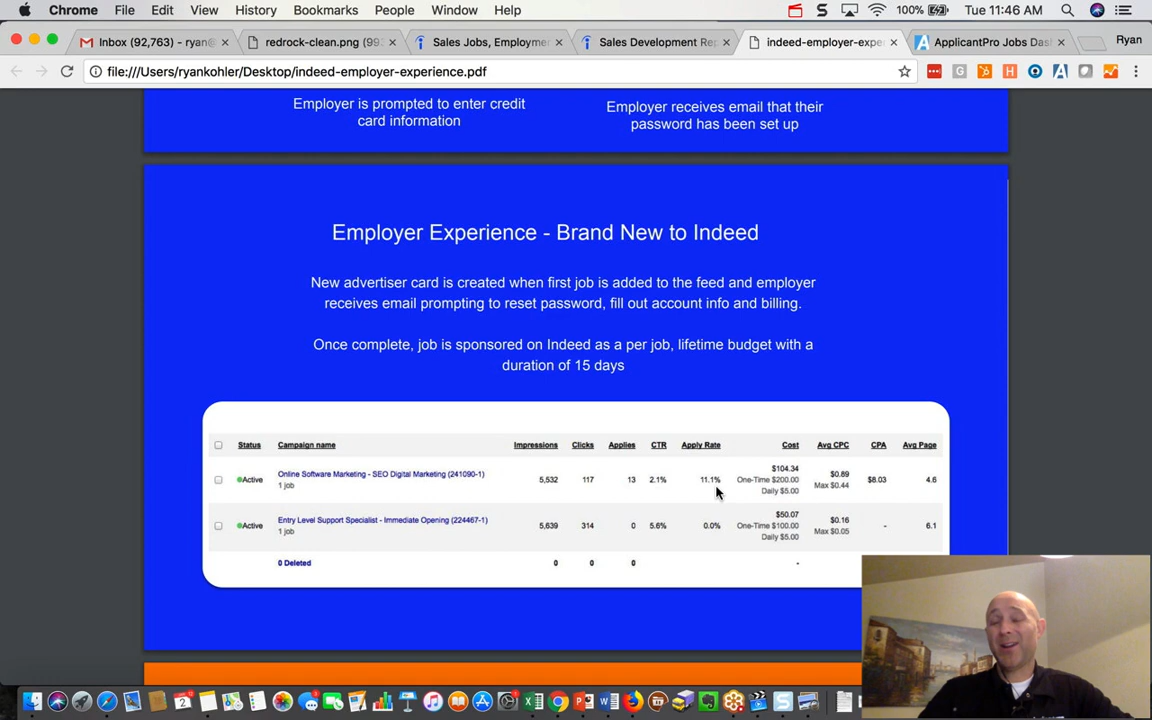 Chrome File Edit View History Bookmarks People Window Help 100% Tue 11:46 AM
Inbox (92,763) - ryan@ redrock-clean.png (993 Sales Jobs, Employme Sales Development Rep indeed-employer-expe ApplicantPro Jobs Das Ryan
file:///Users/ryankohler/Desktop/indeed-employer-experience.pdf
Employer is prompted to enter credit
card information
Employer receives email that their
password has been set up
Employer Experience - Brand New to Indeed
New advertiser card is created when first job is added to the feed and employer
receives email prompting to reset password, fill out account info and billing.
Once complete, job is sponsored on Indeed as a per job, lifetime budget with a
duration of 15 days
Status Campaign name Impressions Clicks Applies CTR Apply Rate Cost Avg CPC CPA Avg Page
Active Online Software Marketing - SEO Digital Marketing (241090-1) 5,532 117 13 2.1% 11.1% $104.34 $0.89 $8.03 4.6
1 job One-Time $200.00 Max $0.44
Daily $5.00
Active Entry Level Support Specialist - Immediate Opening (224467-1) 5,639 314 0 5.6% 0.0% $50.07 $0.16 - 6.1
1 job One-Time $100.00 Max $0.05
Daily $5.00
0 Deleted 0 0 0 -